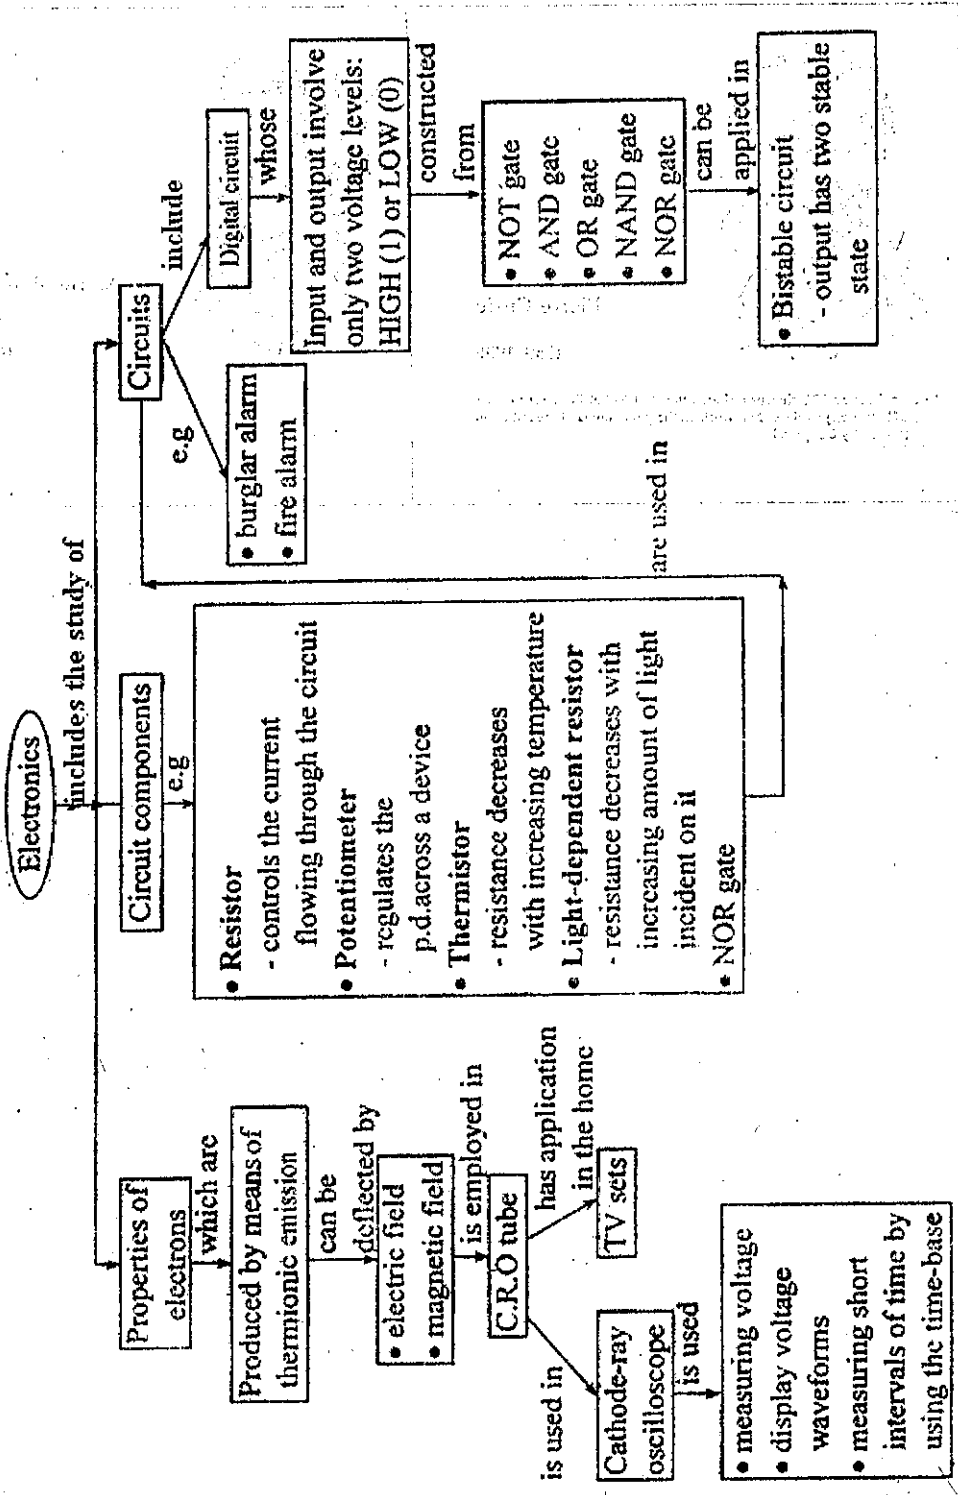 Electronics
includes the study of
Properties of
electrons
which are
Produced by means of
thermionic emission
can be
deflected by
• electric field
• magnetic field
is employed in
C.R.O tube
is used in
has application
in the home
TV sets
Cathode-ray
oscilloscope
is used
• measuring voltage
• display voltage
waveforms
• measuring short
intervals of time by
using the time-base
Circuit components
e.g
• Resistor
- controls the current
flowing through the circuit
• Potentiometer
- regulates the
p.d.across a device
• Thermistor
- resistance decreases
with increasing temperature
• Light-dependent resistor
- resistance decreases with
increasing amount of light
incident on it
• NOR gate
are used in
Circuits
e.g
• burglar alarm
• fire alarm
include
Digital circuit
whose
Input and output involve
only two voltage levels:
HIGH (1) or LOW (0)
constructed
from
• NOT gate
• AND gate
• OR gate
• NAND gate
• NOR gate
can be
applied in
• Bistable circuit
- output has two stable
state